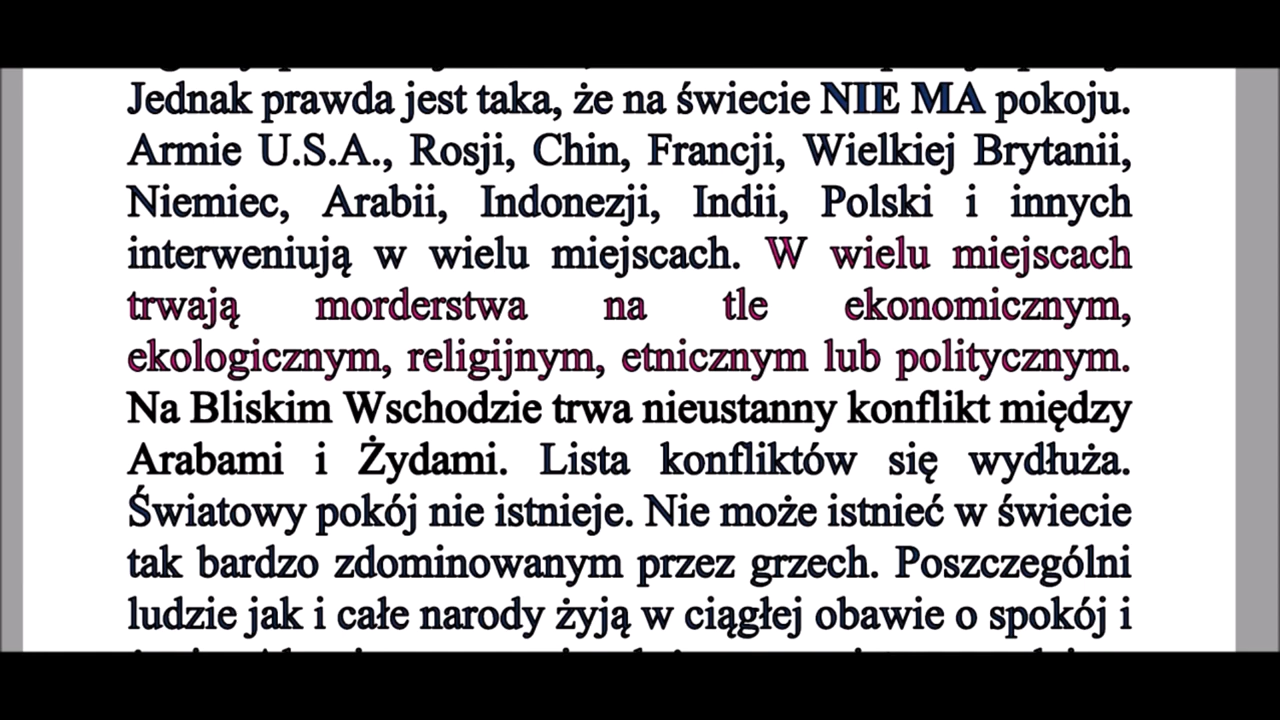 Jednak prawda jest taka, że na świecie NIE MA pokoju.
Armie U.S.A., Rosji, Chin, Francji, Wielkiej Brytanii,
Niemiec, Arabii, Indonezji, Indii, Polski i innych
interweniują w wielu miejscach. W wielu miejscach
trwają morderstwa na tle ekonomicznym,
ekologicznym, religijnym, etnicznym lub politycznym.
Na Bliskim Wschodzie trwa nieustanny konflikt między
Arabami i Żydami. Lista konfliktów się wydłuża.
Światowy pokój nie istnieje. Nie może istnieć w świecie
tak bardzo zdominowanym przez grzech. Poszczególni
ludzie jak i całe narody żyją w ciągłej obawie o spokój i